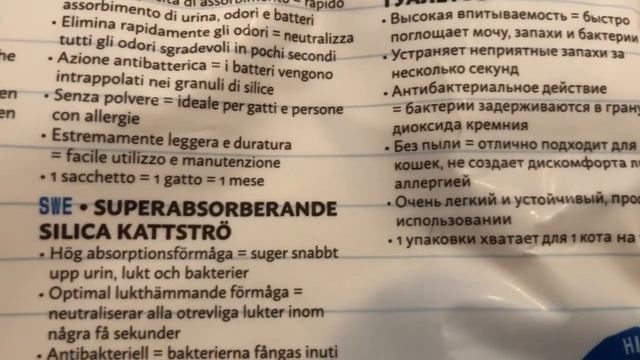 assorbimento di urina, odori e batteri
• Elimina rapidamente gli odori = neutralizza
tutti gli odori sgradevoli in pochi secondi
• Azione antibatterica = i batteri vengono
intrappolati nei granuli di silice
• Senza polvere = ideale per gatti e persone
con allergie
• Estremamente leggera e duratura
= facile utilizzo e manutenzione
• 1 sacchetto = 1 gatto = 1 mese
SWE • SUPERABSORBERANDE
SILICA KATTSTRÖ
• Hög absorptionsförmåga = suger snabbt
upp urin, lukt och bakterier
• Optimal lukthämmande förmåga =
neutraliserar alla otrevliga lukter inom
några få sekunder
• Antibakteriell = bakterierna fångas inuti
• Высокая впитываемость = быстро
поглощает мочу, запахи и бактерии
• Устраняет неприятные запахи за
несколько секунд
• Антибактериальное действие
= бактерии задерживаются в гран
диоксида кремния
• Без пыли = отлично подходит для
кошек, не создает дискомфорта п
аллергией
• Очень легкий и устойчивый, про
использовании
• 1 упаковки хватает для 1 кота на